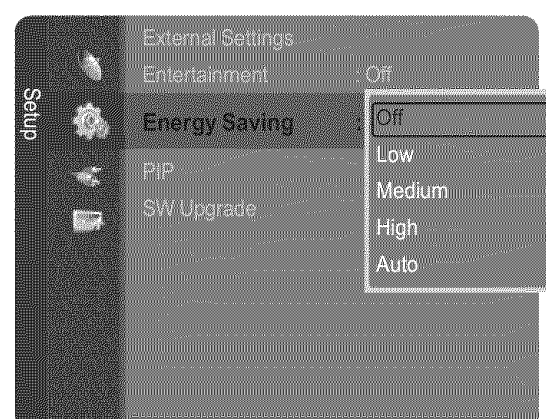 Setup
External Settings
Entertainment : Off
Energy Saving :
Off
Low
Medium
High
Auto
PIP
SW Upgrade